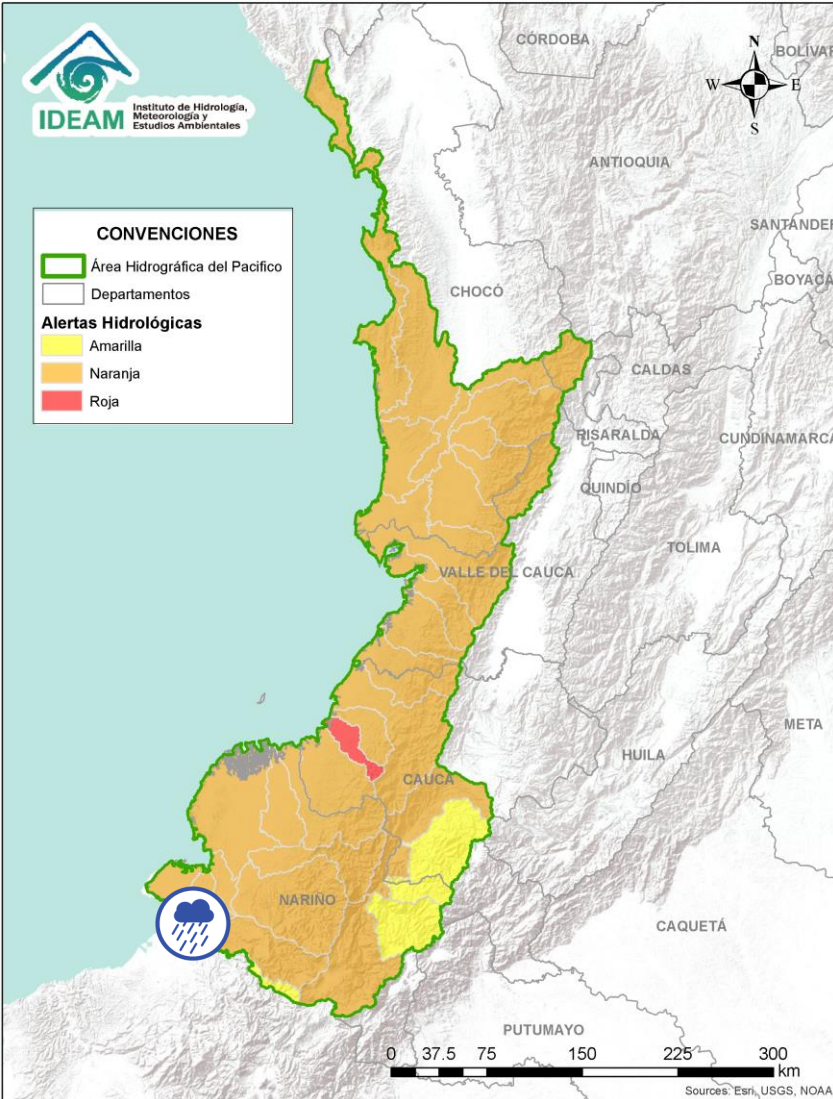 IDEAM
Instituto de Hidrología,
Meteorología y
Estudios Ambientales
CÓRDOBA
BOLÍVAR
N
W
E
S
ANTIOQUIA
SANTANDER
BOYACÁ
CONVENCIONES
Área Hidrográfica del Pacifico
Departamentos
Alertas Hidrológicas
Amarilla
Naranja
Roja
CHOCÓ
CALDAS
RISARALDA
CUNDINAMARCA
QUINDÍO
TOLIMA
VALLE DEL CAUCA
META
HUILA
CAUCA
NARIÑO
CAQUETÁ
PUTUMAYO
0 37.5 75 150 225 300
km
Sources: Esri, USGS, NOAA